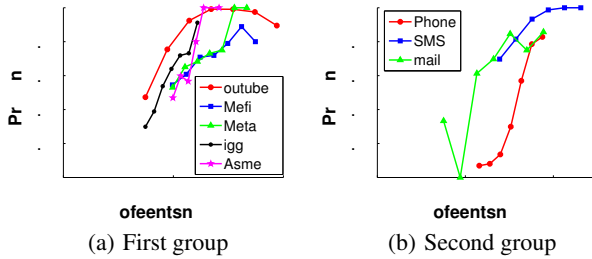 Pr n
outube
Mefi
Meta
igg
Asme
ofeentsn
(a) First group
Pr n
Phone
SMS
mail
ofeentsn
(b) Second group